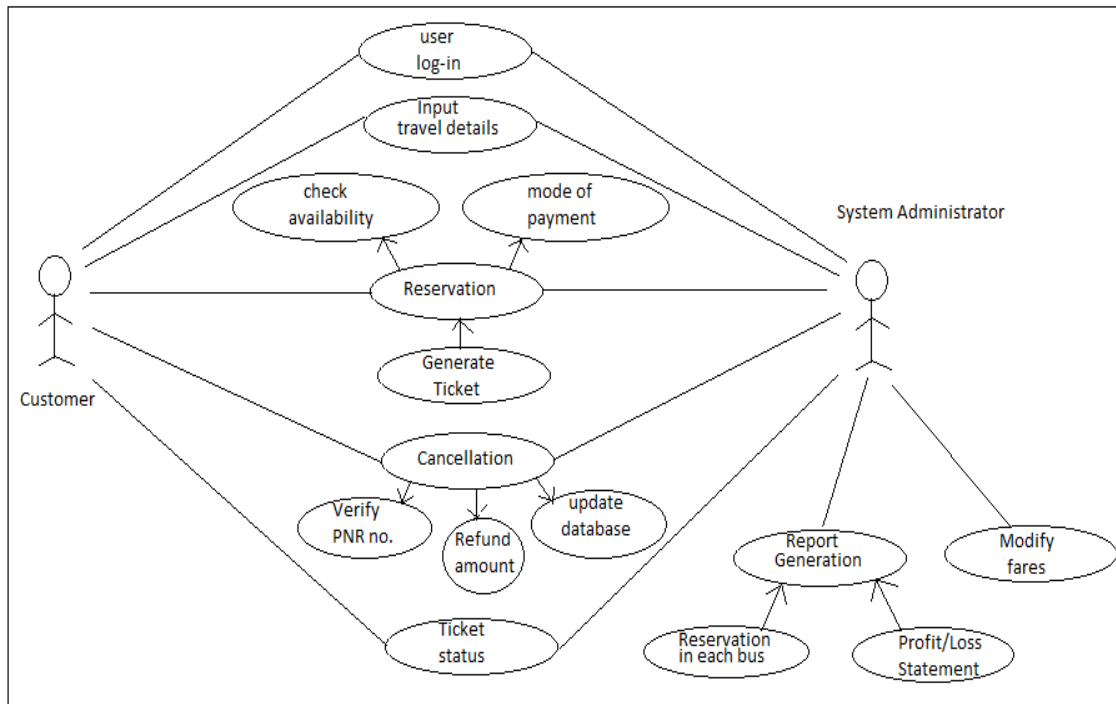 user
log-in
Input
travel details
check
availability
mode of
payment
System Administrator
Reservation
Generate
Ticket
Customer
Cancellation
Verify
PNR no.
Refund
amount
update
database
Report
Generation
Modify
fares
Ticket
status
Reservation
in each bus
Profit/Loss
Statement